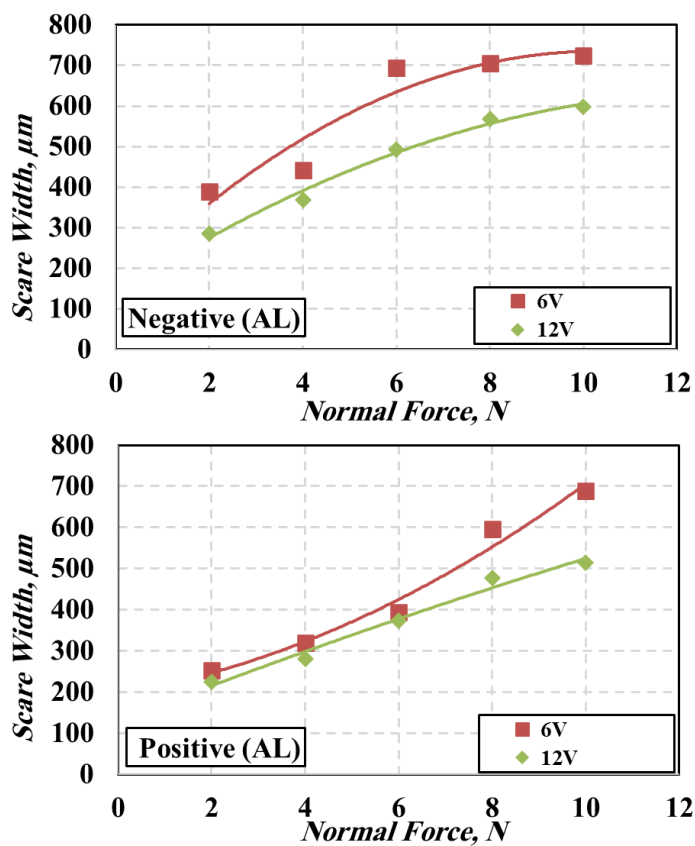 800
700
600
500
400
300
200
100
0
Scare Width, µm
Negative (AL)
6V
12V
0 2 4 6 8 10 12
Normal Force, N
800
700
600
500
400
300
200
100
0
Scare Width, µm
Positive (AL)
6V
12V
0 2 4 6 8 10 12
Normal Force, N